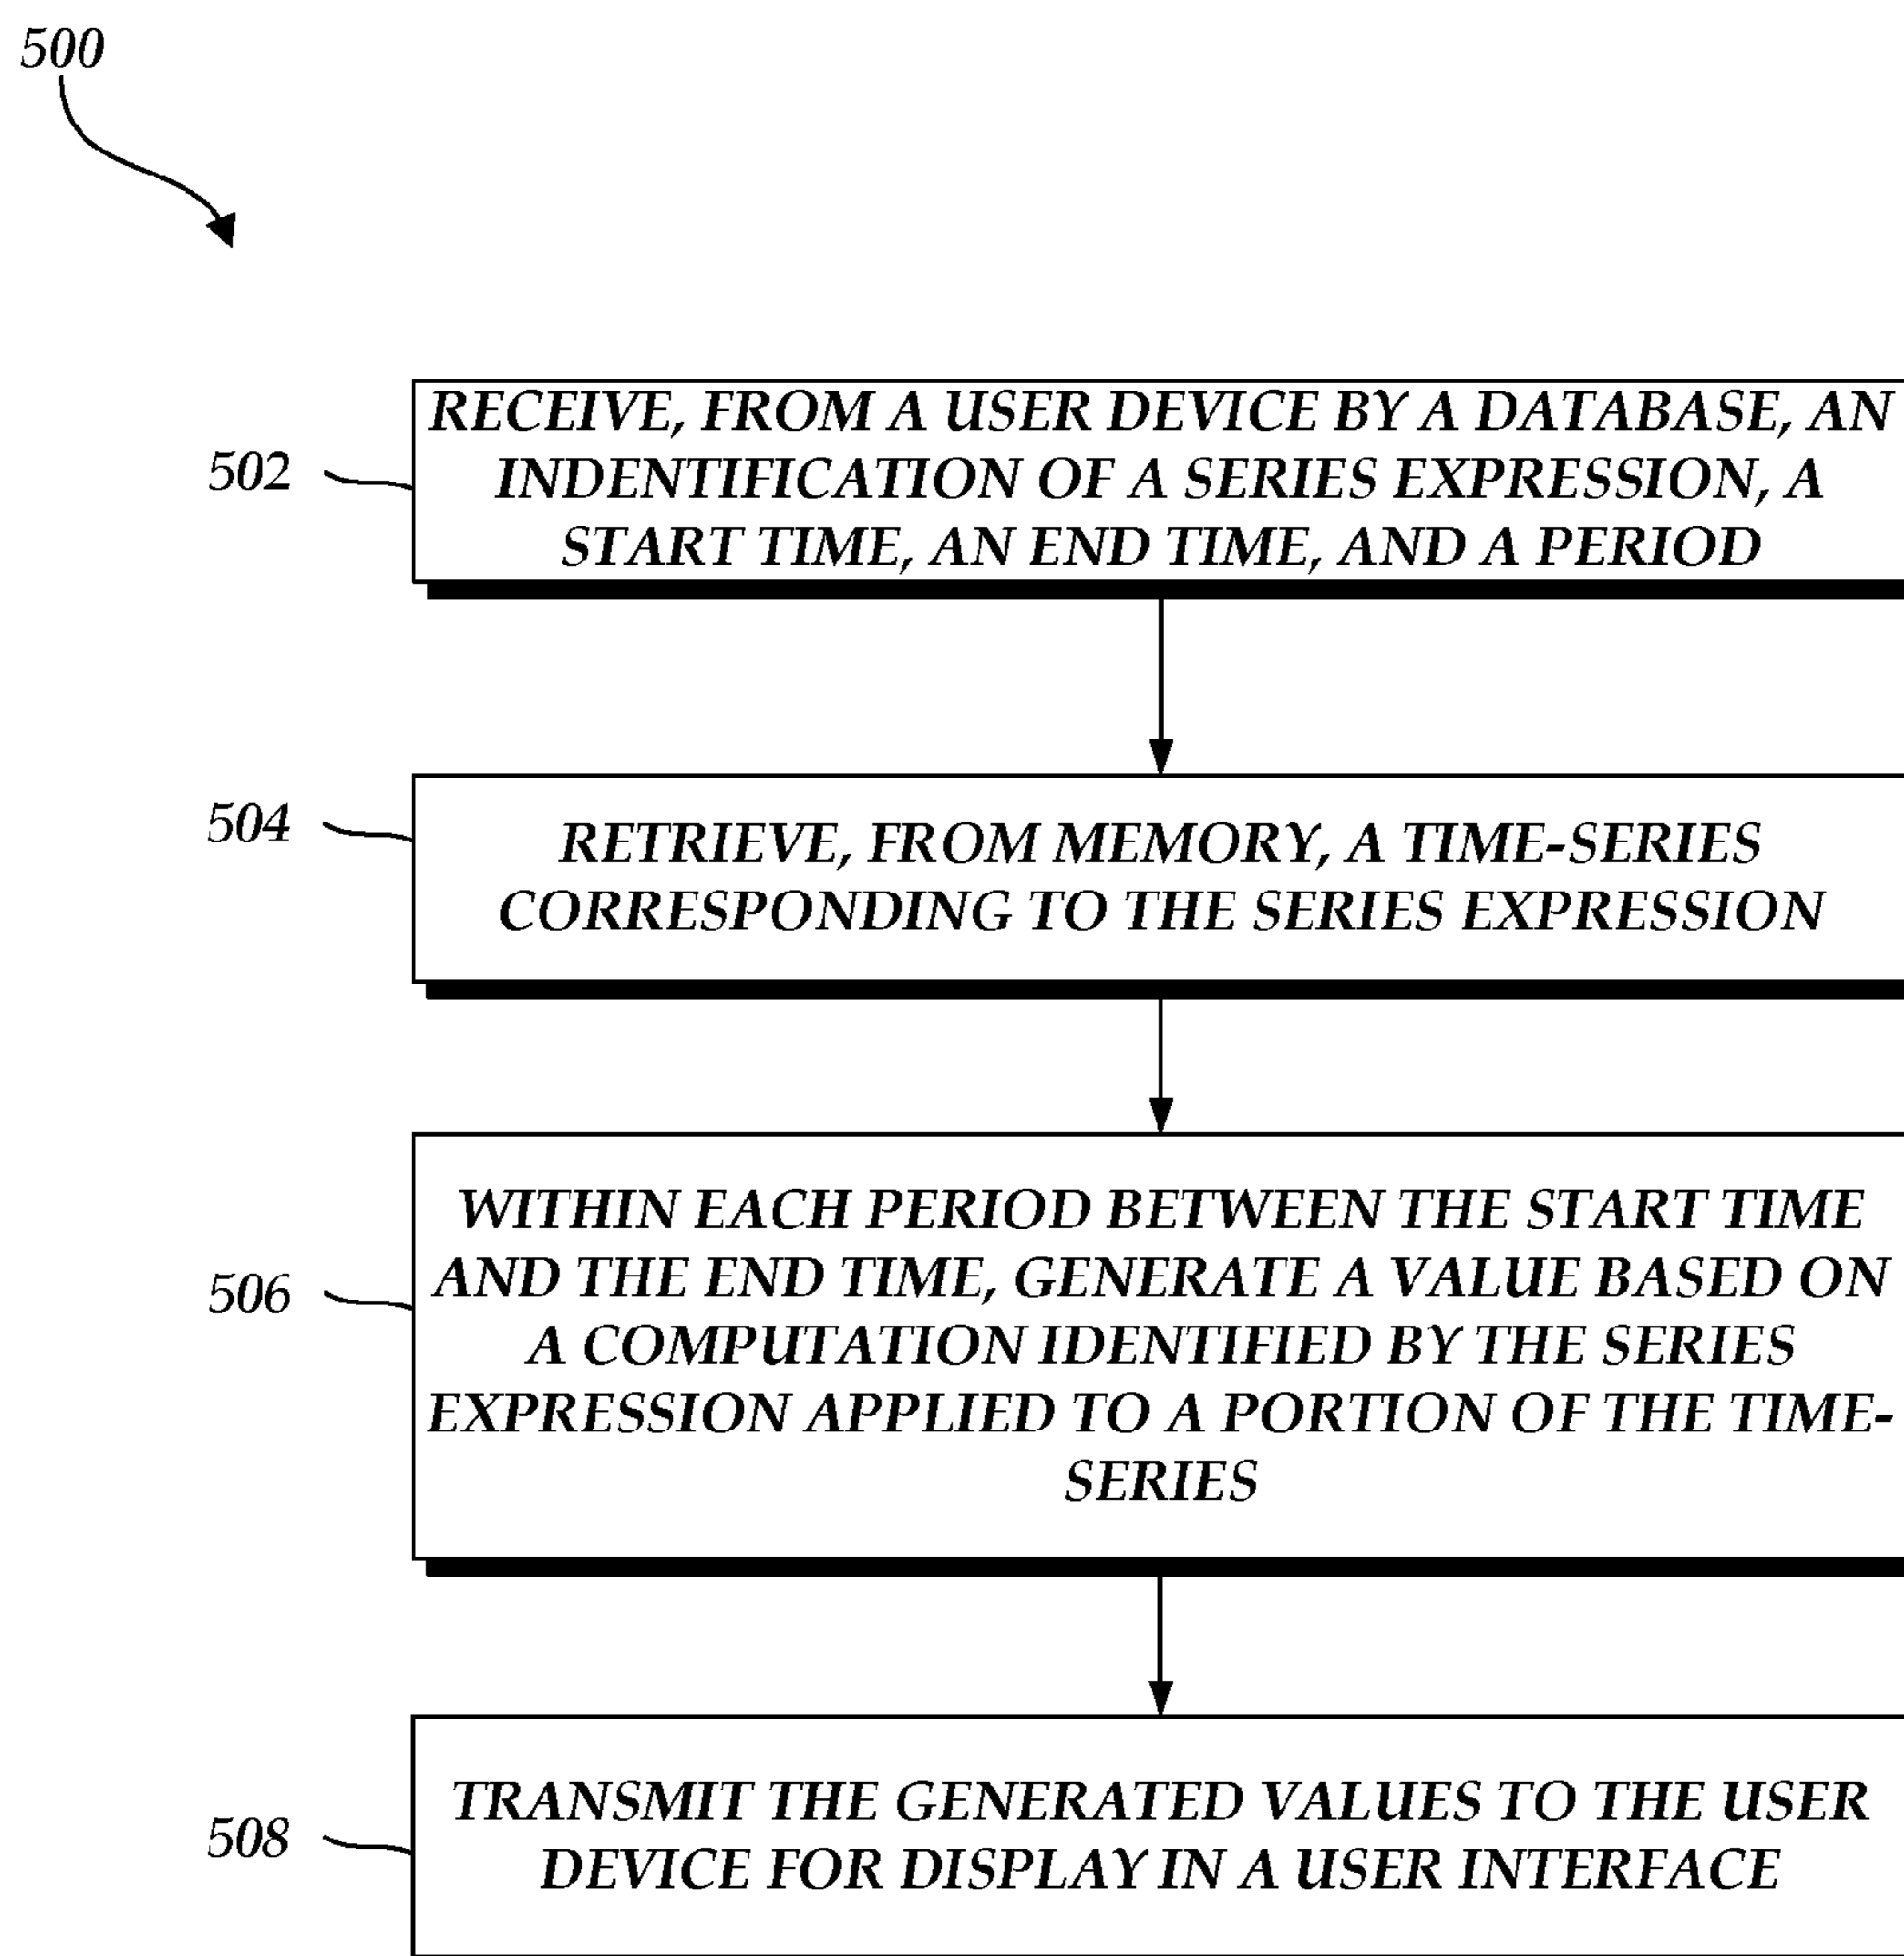 500
502
RECEIVE, FROM A USER DEVICE BY A DATABASE, AN
INDENTIFICATION OF A SERIES EXPRESSION, A
START TIME, AN END TIME, AND A PERIOD
504
RETRIEVE, FROM MEMORY, A TIME-SERIES
CORRESPONDING TO THE SERIES EXPRESSION
506
WITHIN EACH PERIOD BETWEEN THE START TIME
AND THE END TIME, GENERATE A VALUE BASED ON
A COMPUTATION IDENTIFIED BY THE SERIES
EXPRESSION APPLIED TO A PORTION OF THE TIME-
SERIES
508
TRANSMIT THE GENERATED VALUES TO THE USER
DEVICE FOR DISPLAY IN A USER INTERFACE